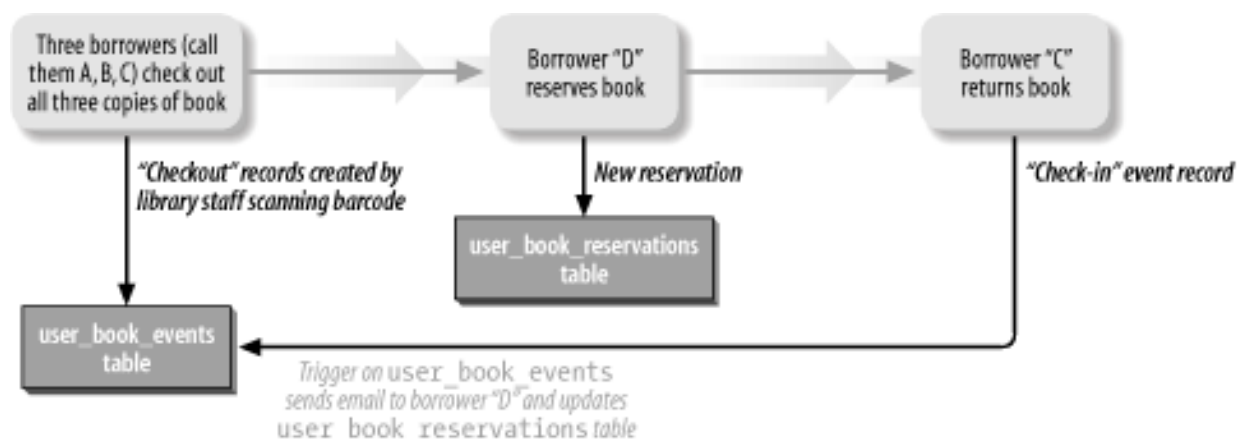 Three borrowers (call
them A, B, C) check out
all three copies of book
Borrower “D”
reserves book
Borrower “C”
returns book
“Checkout” records created by
library staff scanning barcode
New reservation
“Check-in” event record
user_book_reservations
table
user_book_events
table
Trigger on user_book_events
sends email to borrower “D” and updates
user book reservations table